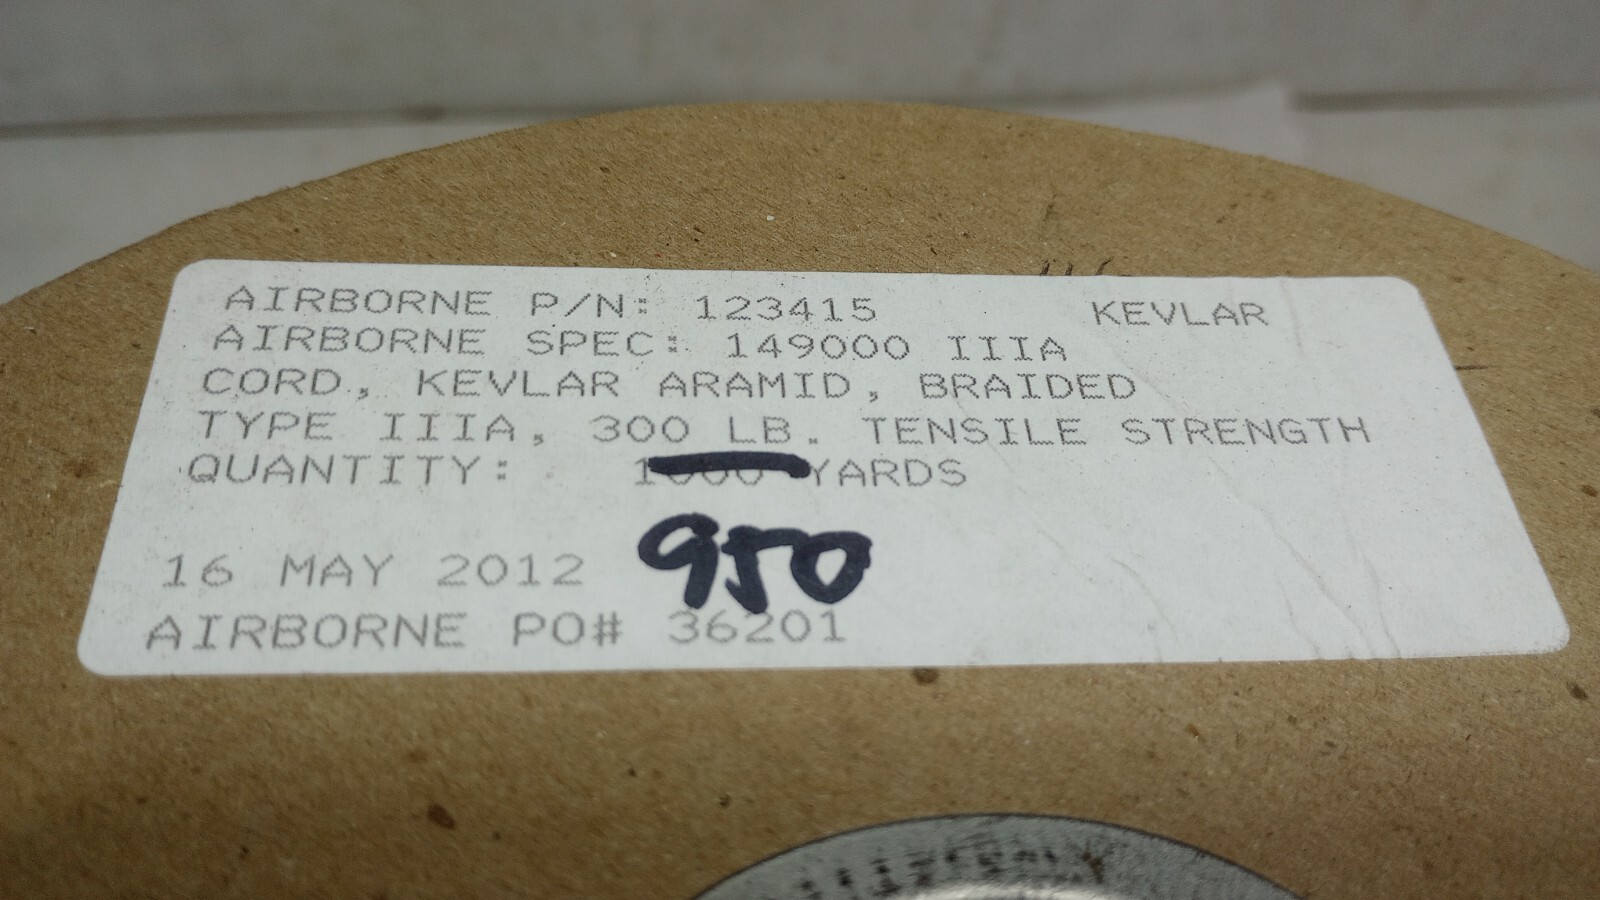 AIRBORNE P/N: 123415 KEVLAR
AIRBORNE SPEC: 149000 IIIA
CORD, KEVLAR ARAMID, BRAIDED
TYPE IIIA, 300 LB. TENSILE STRENGTH
QUANTITY: 1000 YARDS
950
16 MAY 2012
AIRBORNE PO# 36201